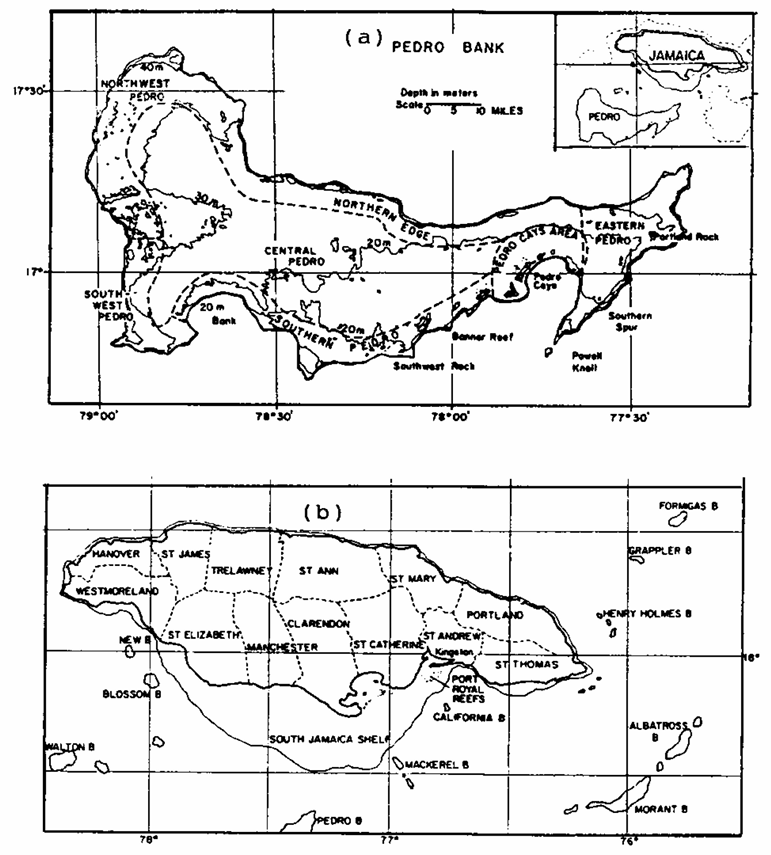 (a)
PEDRO BANK
JAMAICA
PEDRO
40m
NORTHWEST
PEDRO
17°30'
Depth in meters
Scale
0 5 10 MILES
NORTHERN EDGE
20m
CENTRAL
PEDRO
PEDRO CAYS AREA
EASTERN
PEDRO
Portland Rock
17°
Pedro
Cays
SOUTH-
WEST
PEDRO
20 m
Bank
SOUTHERN
PEDRO
20m
Banner Reef
Southern
Spur
Southwest Rock
Powell
Knoll
79°00'
78°30'
78°00'
77°30'
(b)
FORMIGAS B
HANOVER
ST JAMES
TRELAWNEY
ST ANN
ST MARY
GRAPPLER B
WESTMORELAND
PORTLAND
HENRY HOLMES B
CLARENDON
ST ELIZABETH
MANCHESTER
ST CATHERINE
ST ANDREW
Kingston
ST THOMAS
NEW B
18°
BLOSSOM B
PORT
ROYAL
REEFS
CALIFORNIA B
ALBATROSS
B
SOUTH JAMAICA SHELF
WALTON B
MACKEREL B
MORANT B
PEDRO B
78°
77°
76°